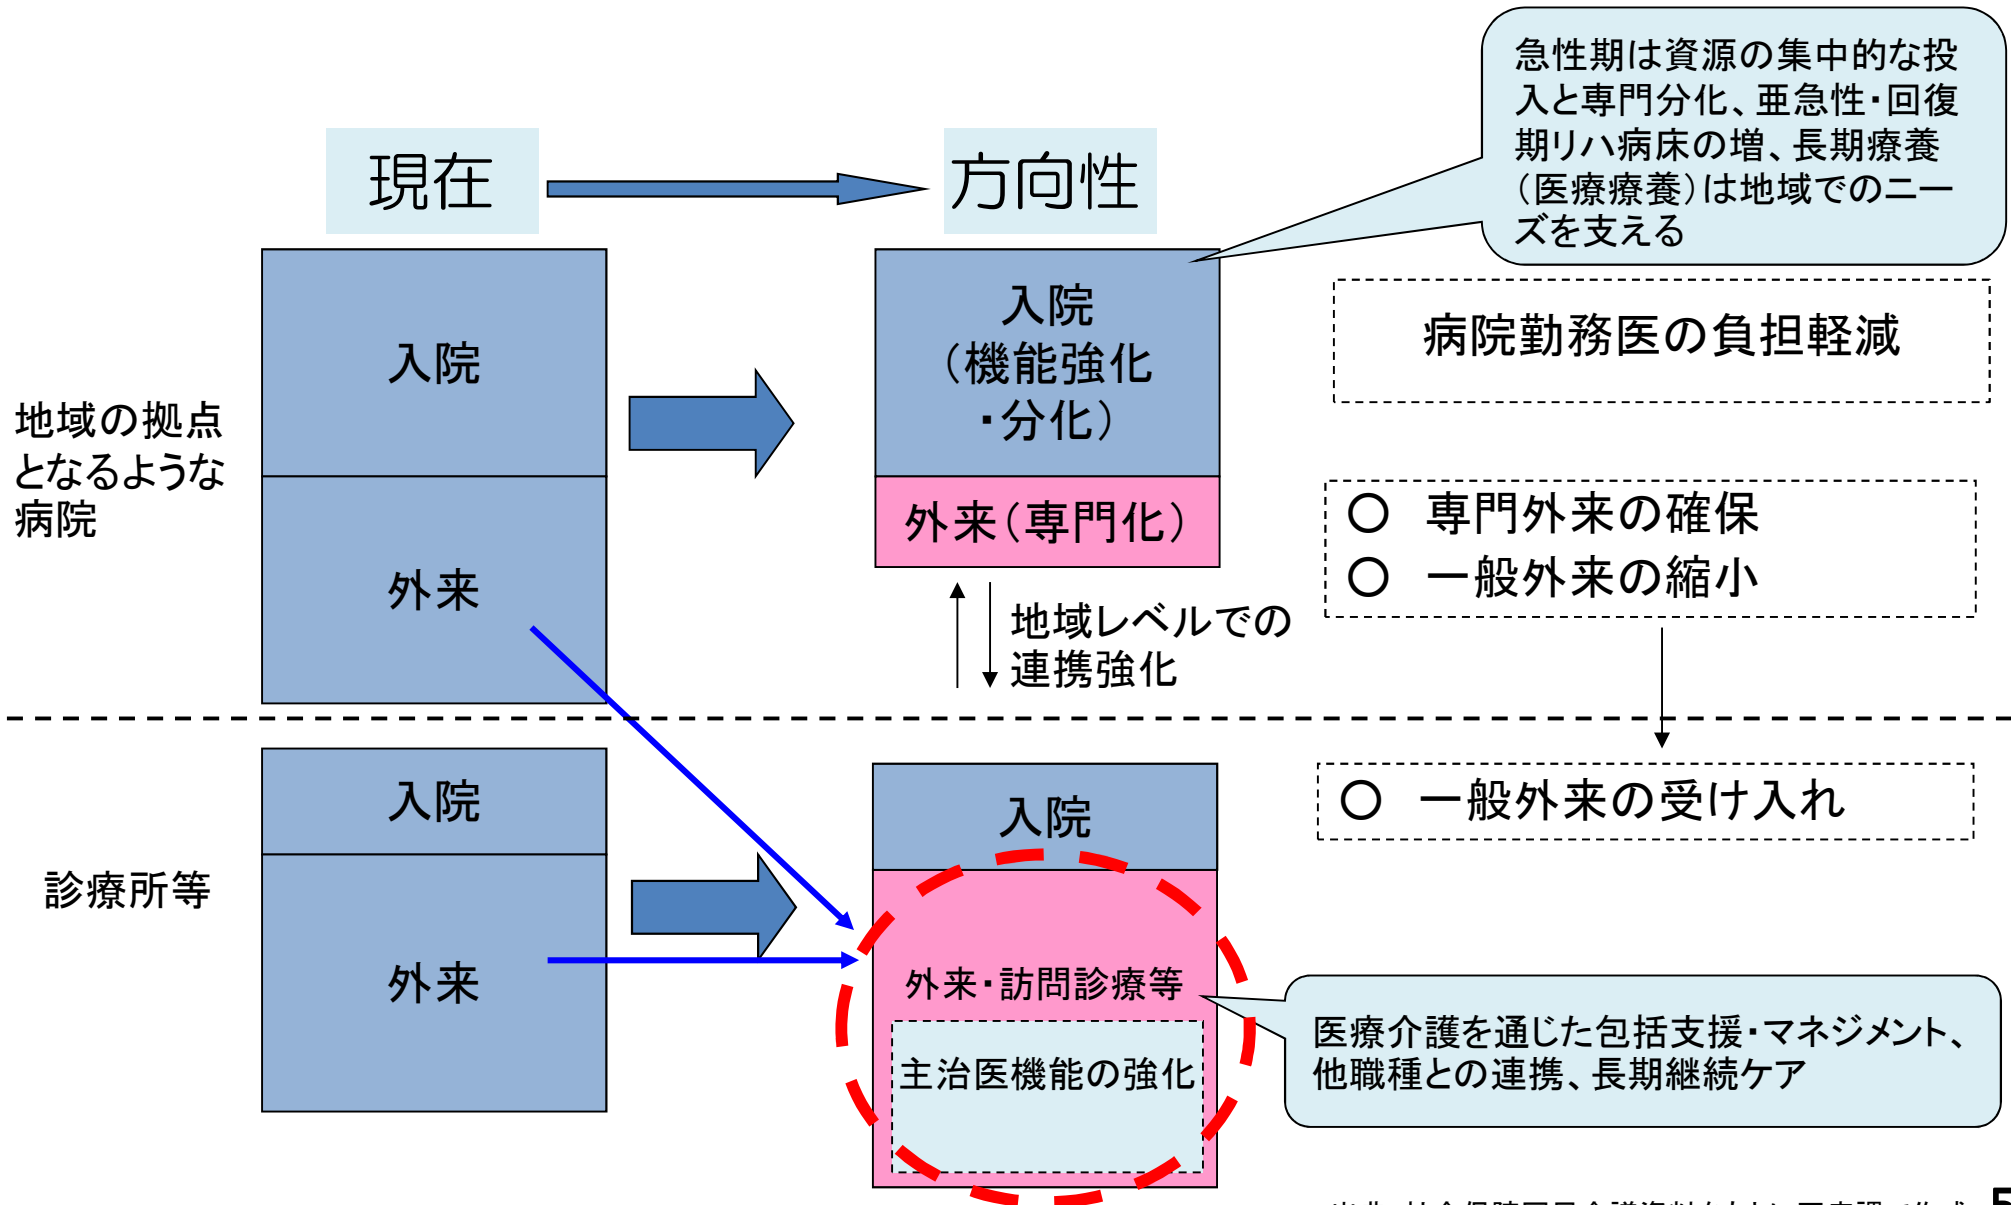 急性期は資源の集中的な投
入と専門分化、亜急性・回復
期リハ病床の増、長期療養
（医療療養）は地域でのニー
ズを支える
現在
方向性
入院
入院
（機能強化
・分化）
病院勤務医の負担軽減
地域の拠点
となるような
病院
外来（専門化）
○ 専門外来の確保
○ 一般外来の縮小
外来
地域レベルでの
連携強化
入院
入院
○ 一般外来の受け入れ
診療所等
外来
外来・訪問診療等
主治医機能の強化
医療介護を通じた包括支援・マネジメント、
他職種との連携、長期継続ケア